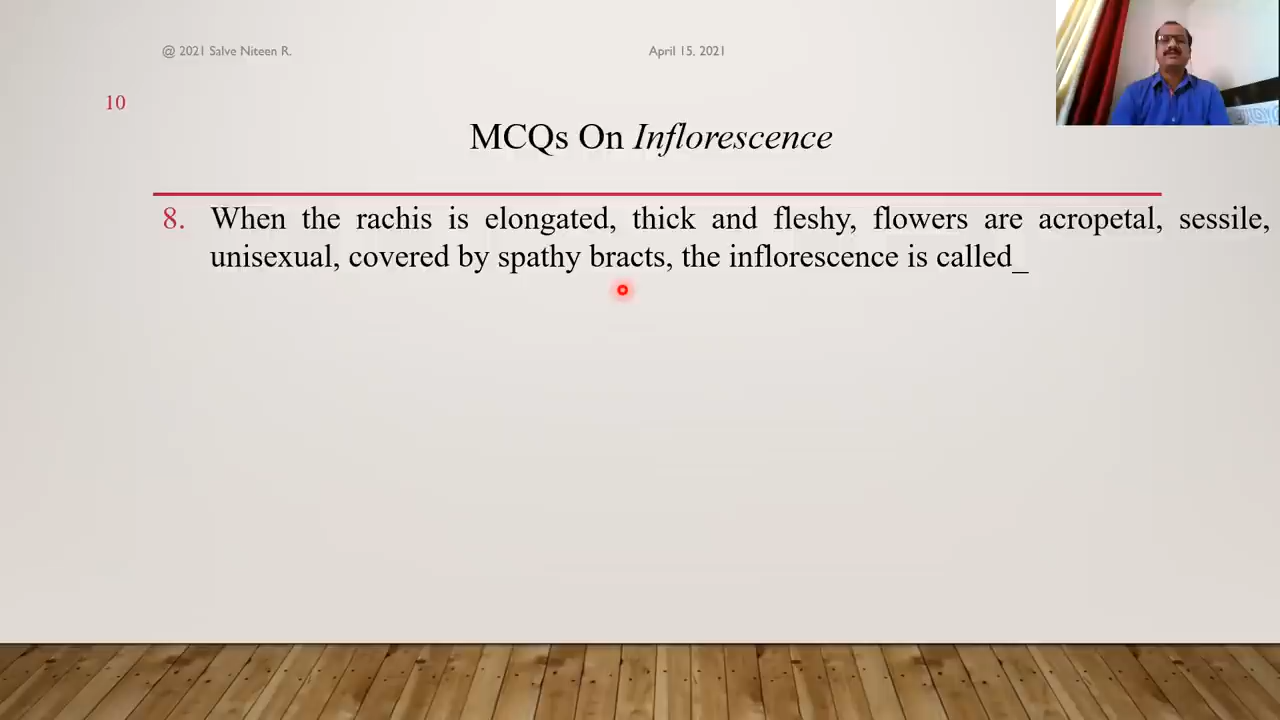 @ 2021 Salve Niteen R. April 15, 2021
10
MCQs On Inflorescence
8. When the rachis is elongated, thick and fleshy, flowers are acropetal, sessile,
unisexual, covered by spathy bracts, the inflorescence is called_